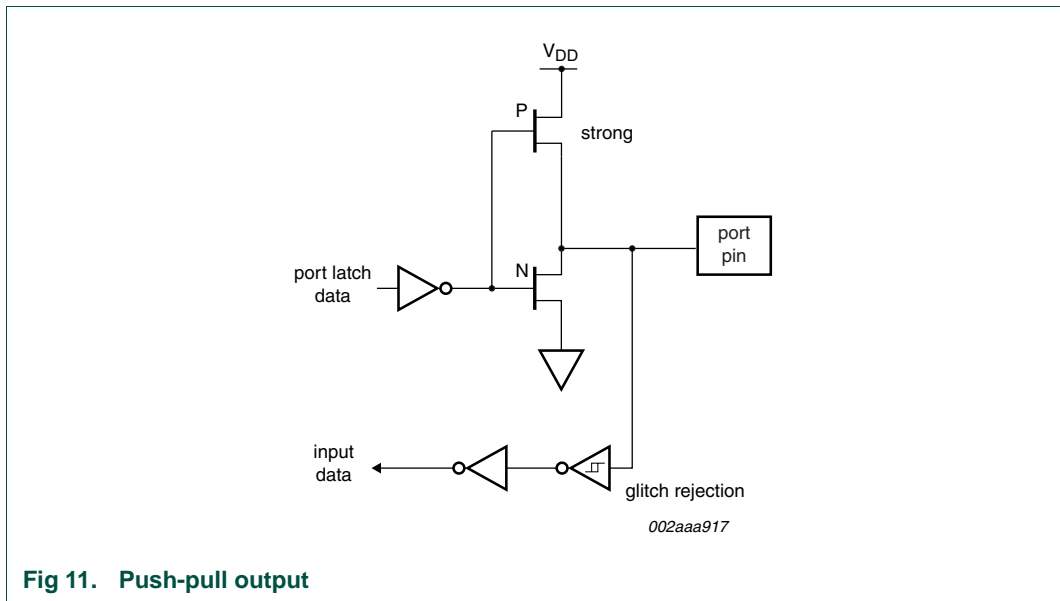 VDD
P
strong
port
pin
N
port latch
data
input
data
glitch rejection
002aaa917
Fig 11. Push-pull output